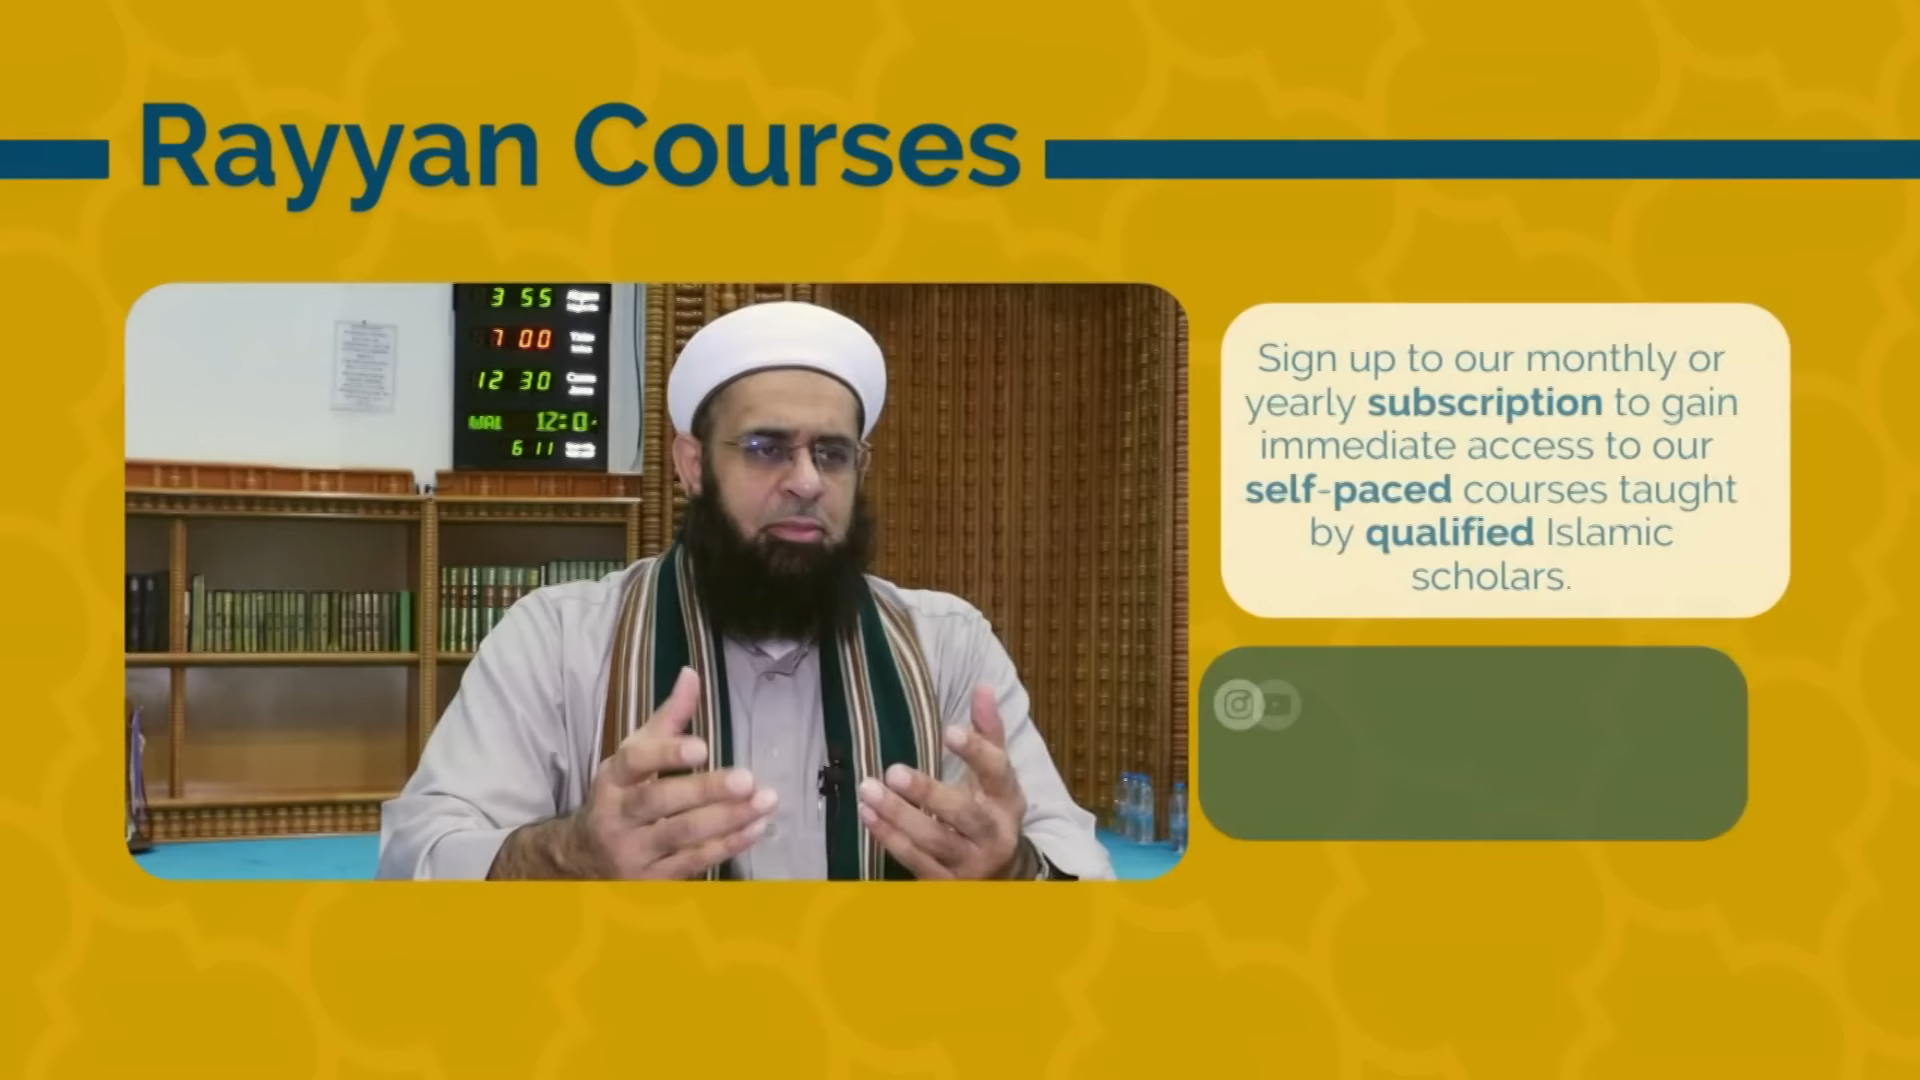 Rayyan Courses
3 55
7 00
12 30
12:0
6 11
Sign up to our monthly or
yearly subscription to gain
immediate access to our
self-paced courses taught
by qualified Islamic
scholars.